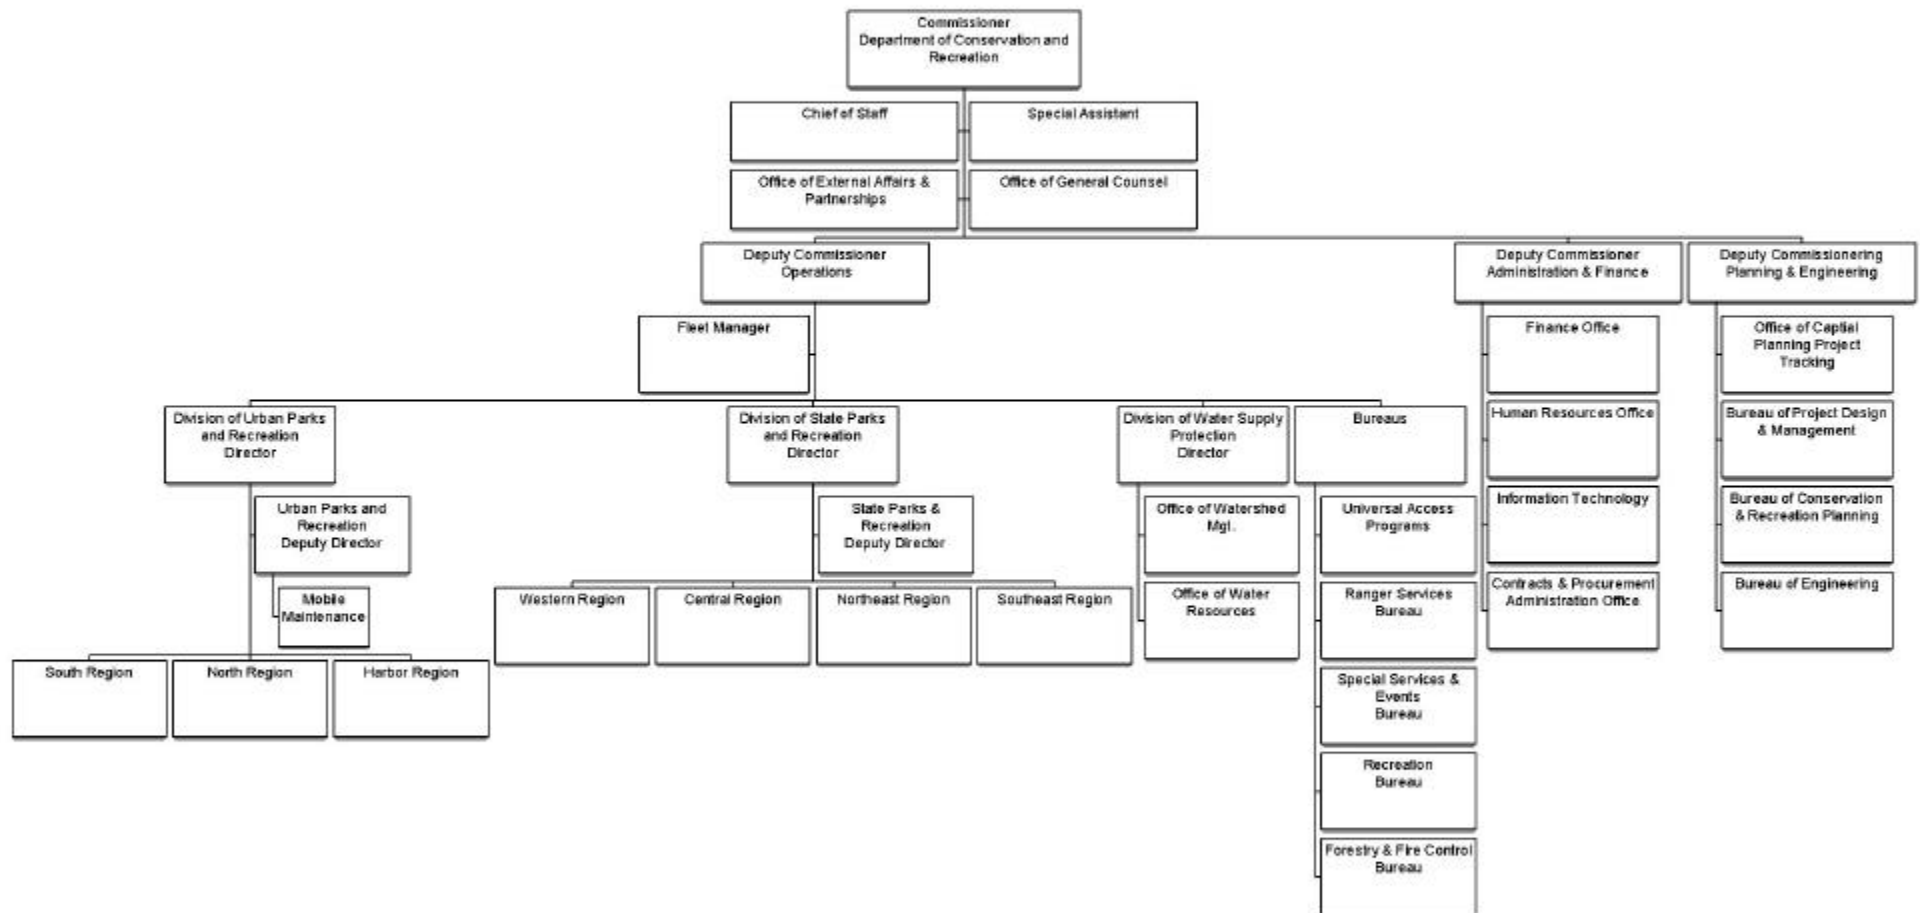 Commissioner
Department of Conservation and
Recreation
Chief of Staff
Special Assistant
Office of External Affairs &
Partnerships
Office of General Counsel
Deputy Commissioner
Operations
Deputy Commissioner
Administration & Finance
Deputy Commissionering
Planning & Engineering
Fleet Manager
Finance Office
Office of Captial
Planning Project
Tracking
Division of Urban Parks
and Recreation
Director
Division of State Parks
and Recreation
Director
Division of Water Supply
Protection
Director
Bureaus
Human Resources Office
Bureau of Project Design
& Management
Urban Parks and
Recreation
Deputy Director
State Parks &
Recreation
Deputy Director
Office of Watershed
Mgt.
Universal Access
Programs
Information Technology
Bureau of Conservation
& Recreation Planning
Mobile
Maintenance
Western Region
Central Region
Northeast Region
Southeast Region
Office of Water
Resources
Ranger Services
Bureau
Contracts & Procurement
Administration Office
Bureau of Engineering
South Region
North Region
Harbor Region
Special Services &
Events
Bureau
Recreation
Bureau
Forestry & Fire Control
Bureau